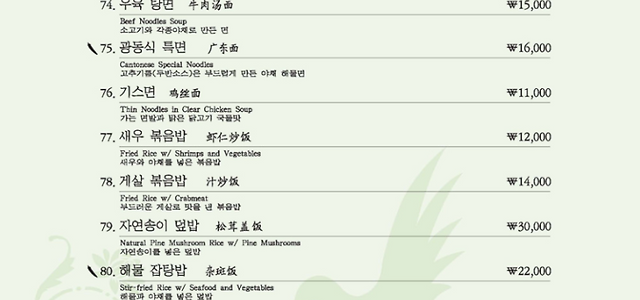 74. 우육 탕면 牛肉汤面 ₩15,000
Beef Noodles Soup
소고기와 각종야채로 만든 면
75. 광동식 특면 广东面 ₩16,000
Cantonese Special Noodles
고추기름(두반소스)은 부드럽게 만든 야채 해물면
76. 기스면 鸡丝面 ₩11,000
Thin Noodles in Clear Chicken Soup
가는 면발과 맑은 닭고기 국물맛
77. 새우 볶음밥 虾仁炒饭 ₩12,000
Fried Rice w/ Shrimps and Vegetables
새우와 야채를 넣은 볶음밥
78. 게살 볶음밥 汁炒饭 ₩14,000
Fried Rice w/ Crabmeat
부드러운 게살로 맛을 낸 볶음밥
79. 자연송이 덮밥 松茸盖饭 ₩30,000
Natural Pine Mushroom Rice w/ Pine Mushrooms
자연송이를 넣은 덮밥
80. 해물 잡탕밥 杂烩饭 ₩22,000
Stir-fried Rice w/ Seafood and Vegetables
해물과 야채를 넣은 덮밥